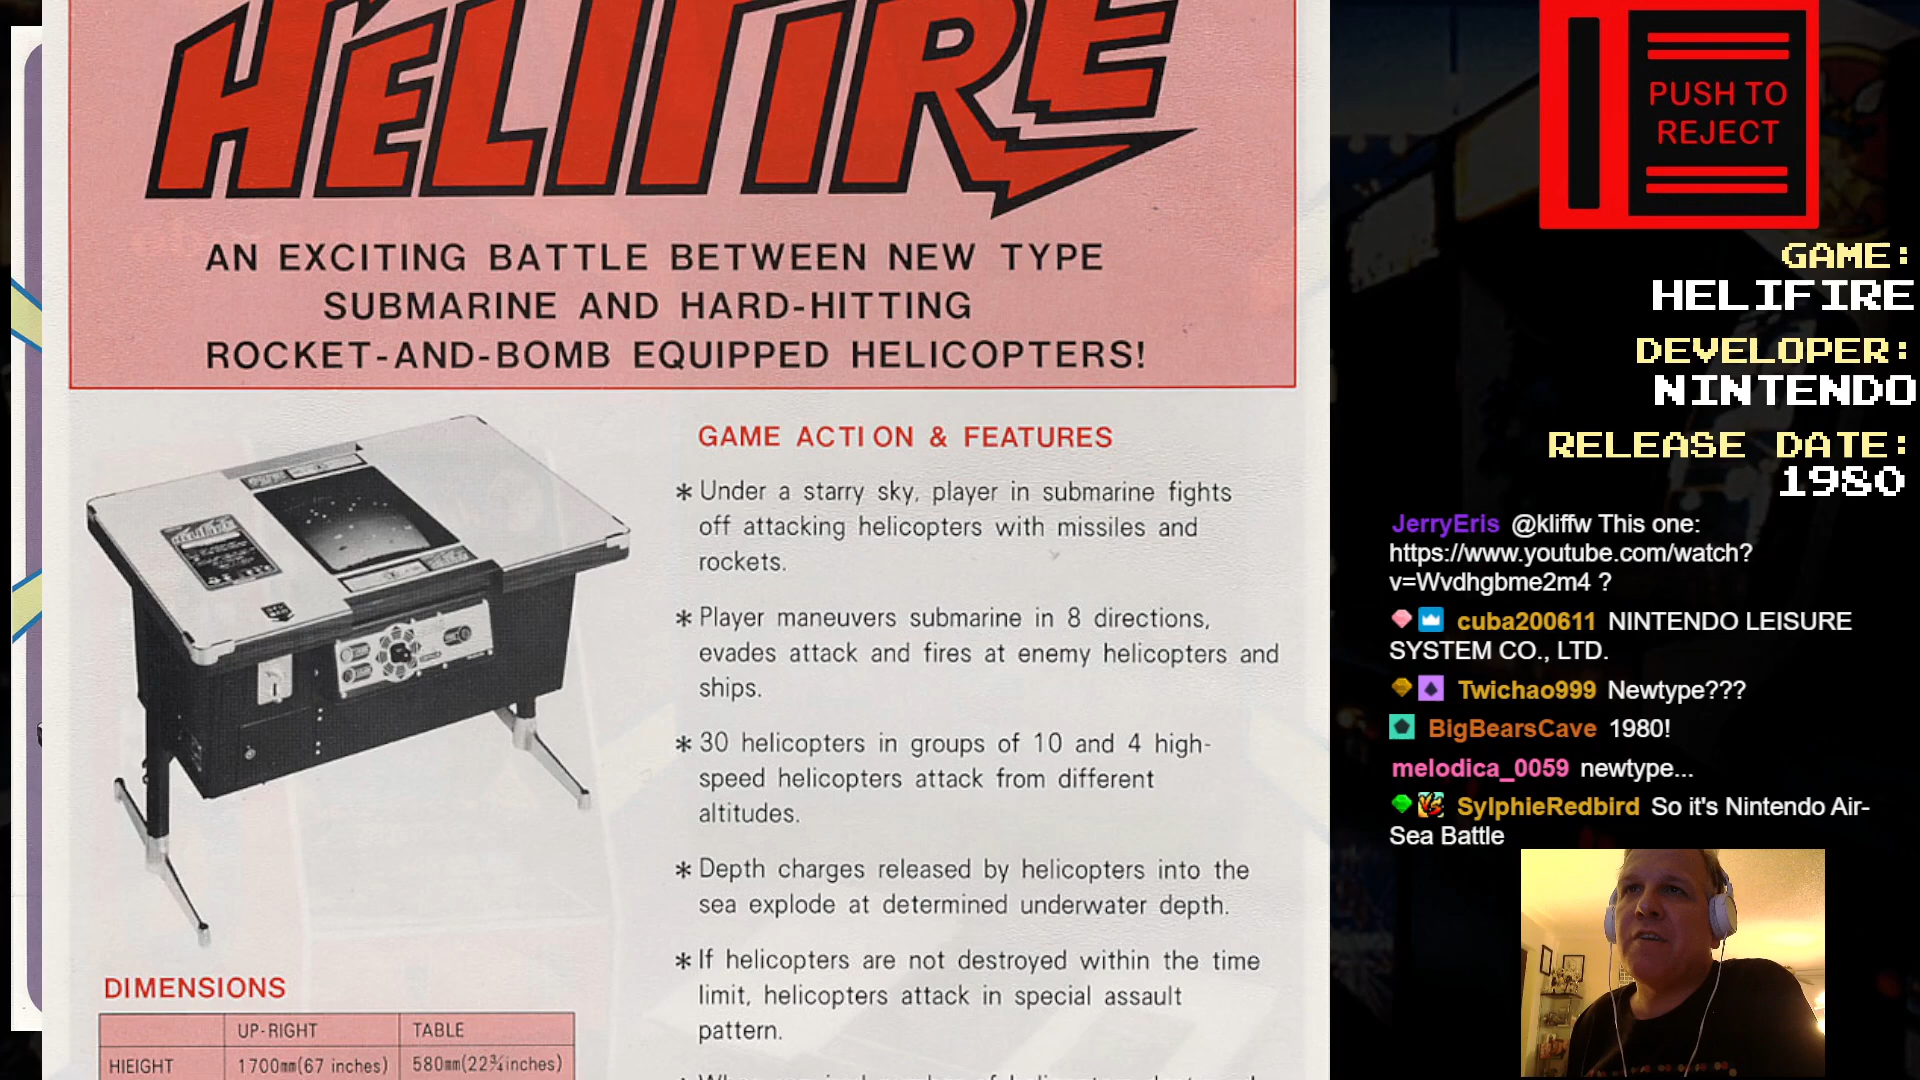 HELIFIRE
AN EXCITING BATTLE BETWEEN NEW TYPE
SUBMARINE AND HARD-HITTING
ROCKET-AND-BOMB EQUIPPED HELICOPTERS!
GAME ACTION & FEATURES
* Under a starry sky, player in submarine fights
off attacking helicopters with missiles and
rockets.
* Player maneuvers submarine in 8 directions,
evades attack and fires at enemy helicopters and
ships.
* 30 helicopters in groups of 10 and 4 high-
speed helicopters attack from different
altitudes.
* Depth charges released by helicopters into the
sea explode at determined underwater depth.
* If helicopters are not destroyed within the time
limit, helicopters attack in special assault
pattern.
DIMENSIONS
UP-RIGHT TABLE
HIEIGHT 1700mm(67 inches) 580mm(22¾inches)
PUSH TO
REJECT
GAME:
HELIFIRE
DEVELOPER:
NINTENDO
RELEASE DATE:
1980
JerryEris @kliffw This one:
https://www.youtube.com/watch?
v=Wvdhgbme2m4 ?
cuba200611 NINTENDO LEISURE
SYSTEM CO., LTD.
Twichao999 Newtype???
BigBearsCave 1980!
melodica_0059 newtype...
SylphieRedbird So it's Nintendo Air-
Sea Battle